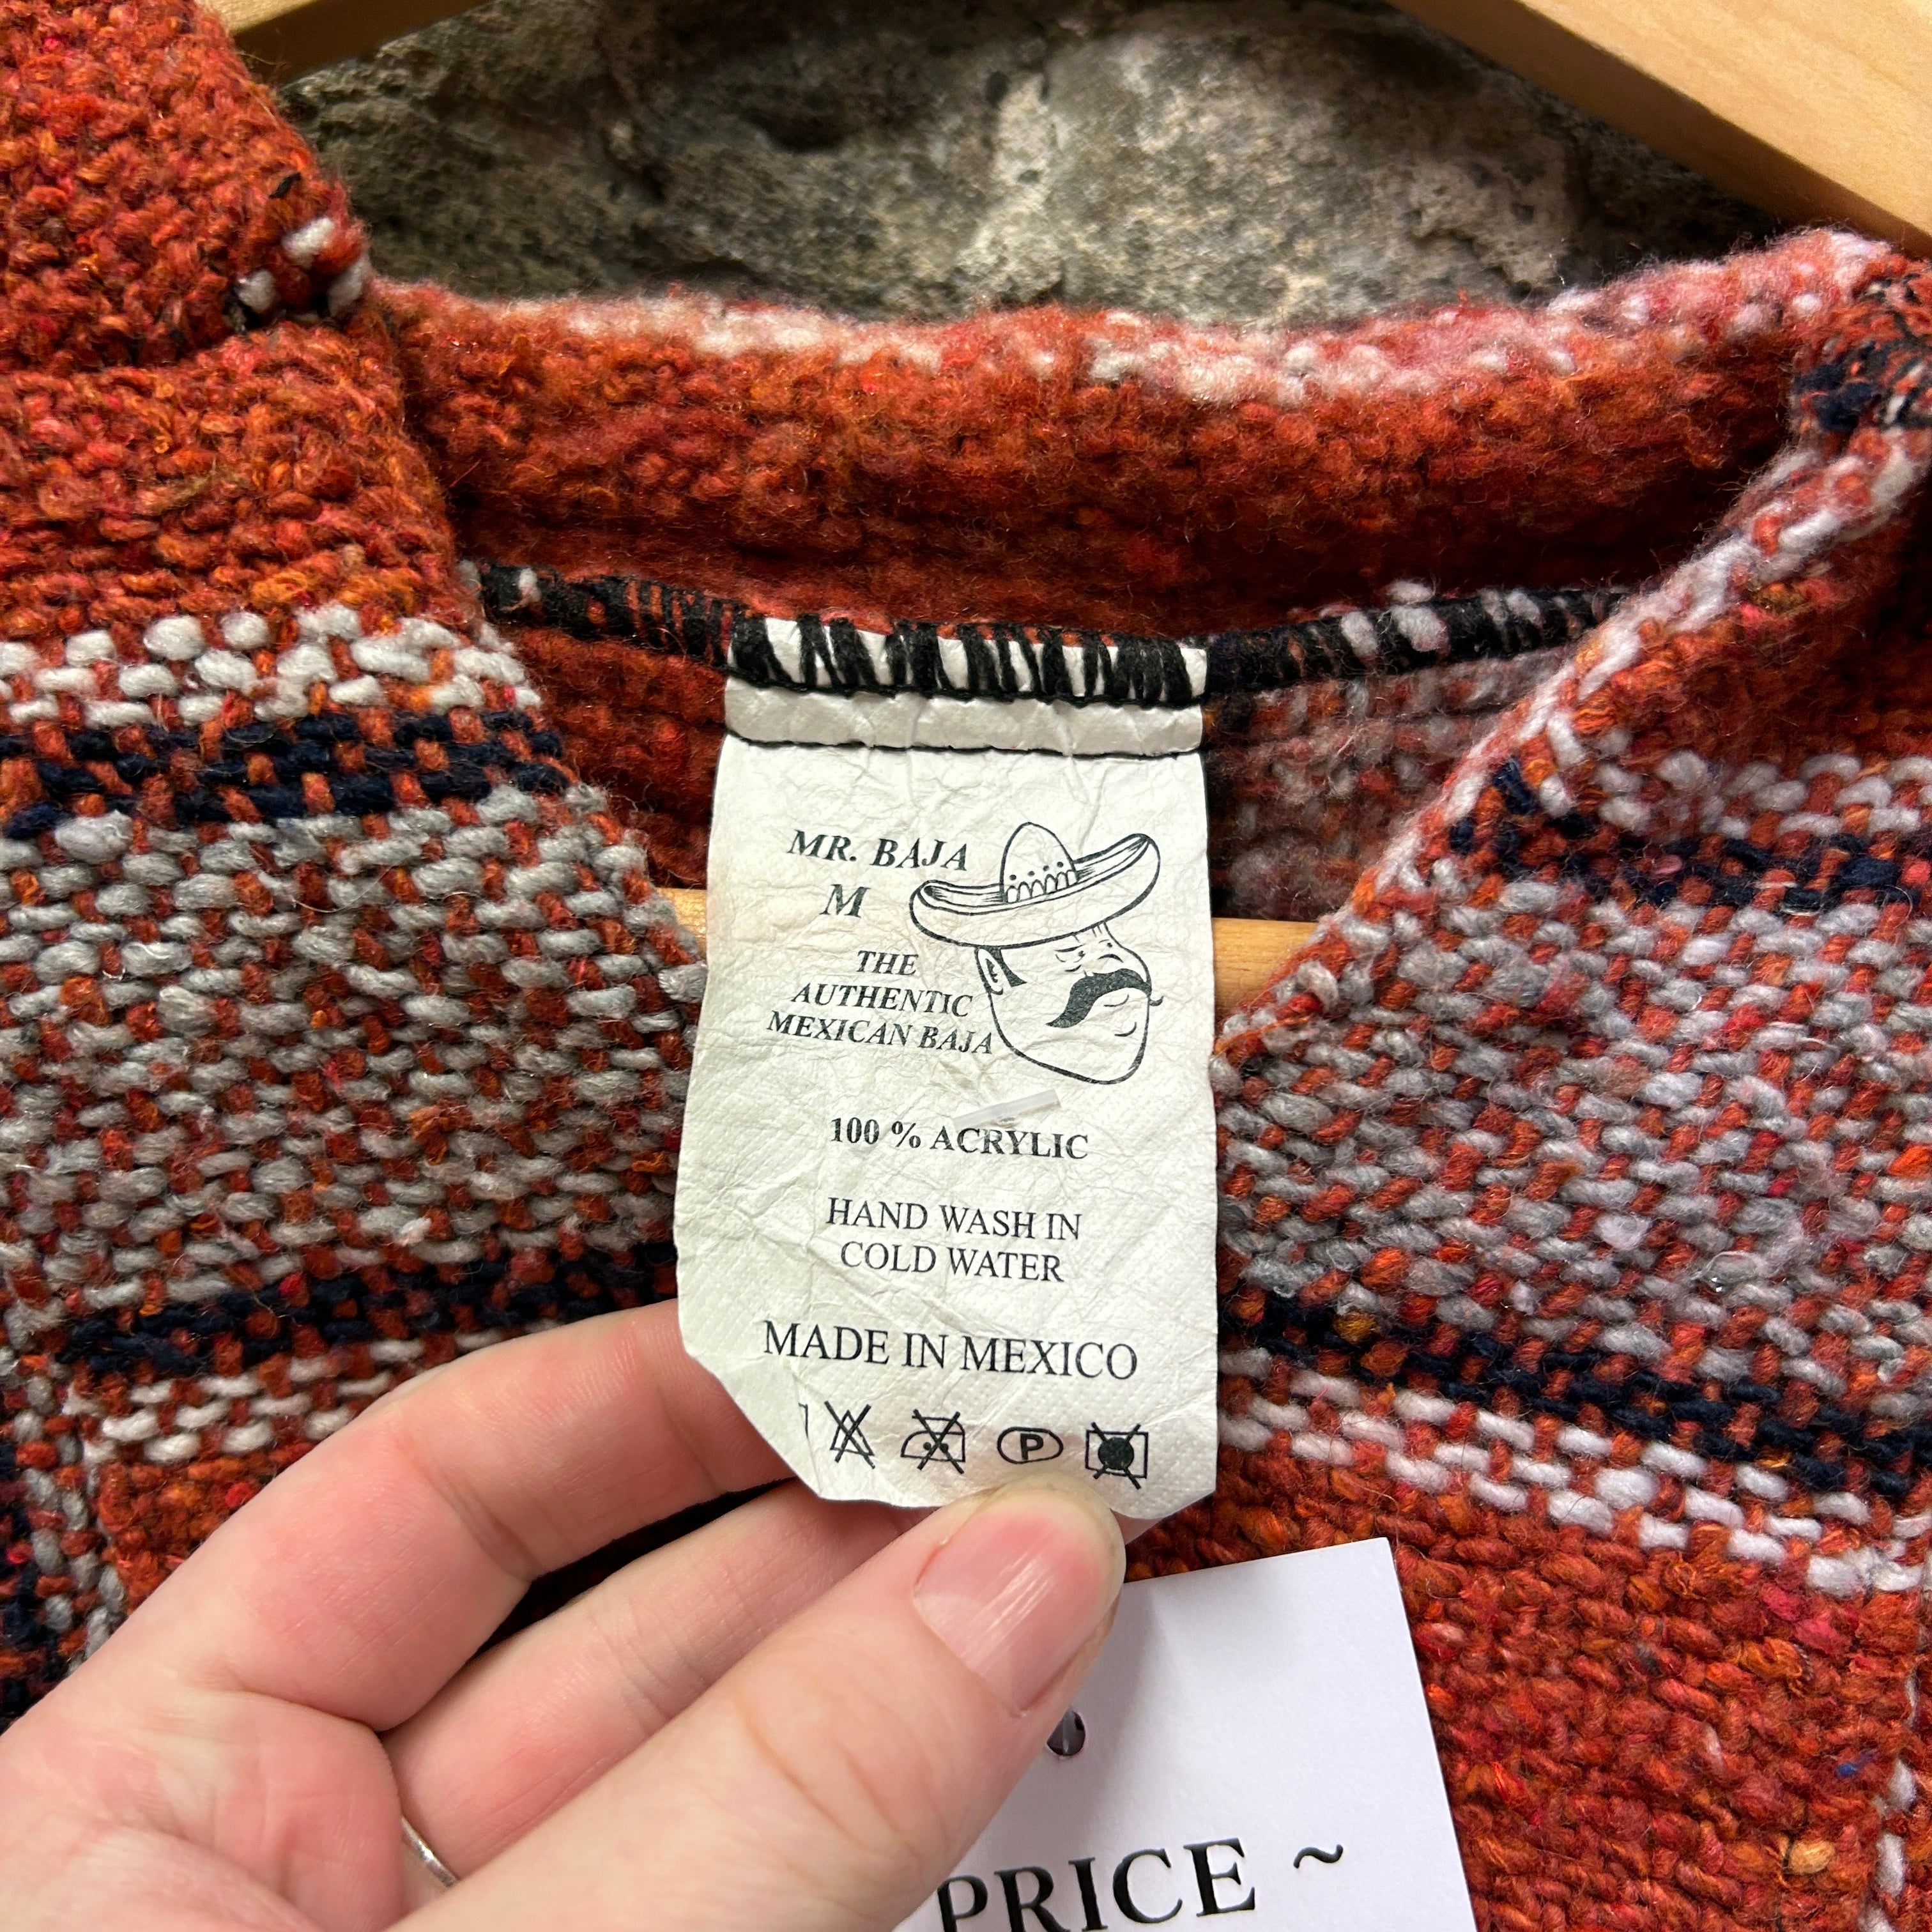 MR. BAJA
M
THE
AUTHENTIC
MEXICAN BAJA
100 % ACRYLIC
HAND WASH IN
COLD WATER
MADE IN MEXICO
P
PRICE ~